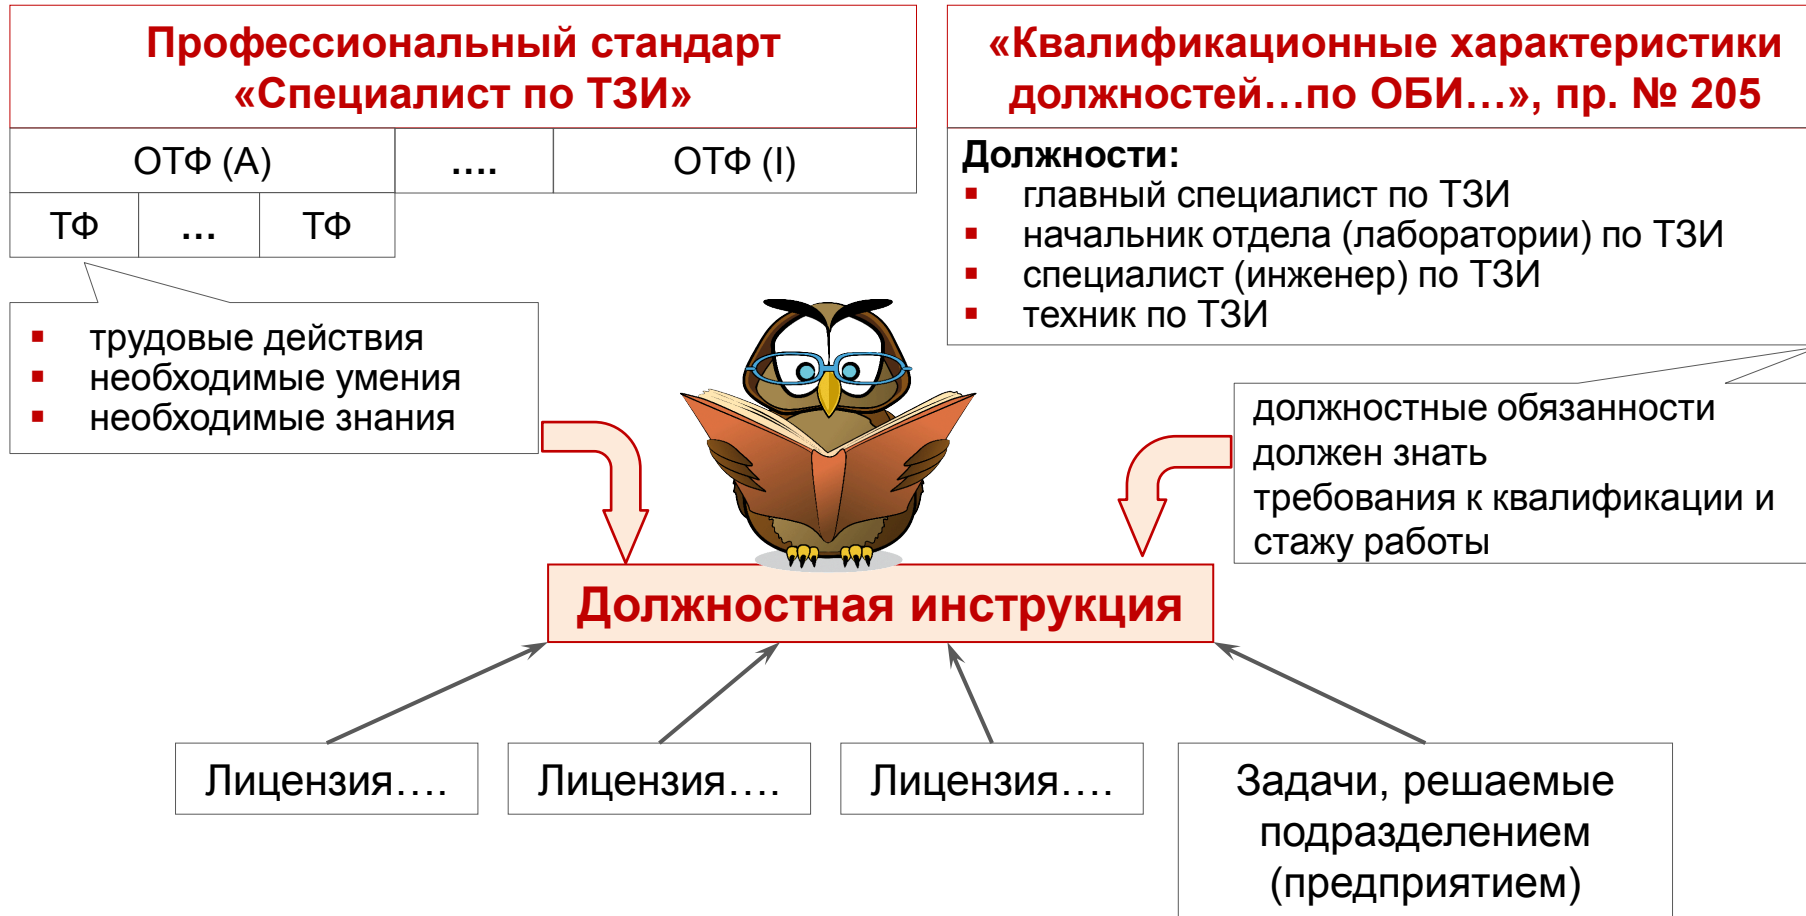 Профессиональный стандарт
«Специалист по ТЗИ»
ОТФ (А)
....
ОТФ (I)
ТФ
...
ТФ
трудовые действия
необходимые умения
необходимые знания
«Квалификационные характеристики
должностей…по ОБИ…», пр. № 205
Должности:
главный специалист по ТЗИ
начальник отдела (лаборатории) по ТЗИ
специалист (инженер) по ТЗИ
техник по ТЗИ
должностные обязанности
должен знать
требования к квалификации и
стажу работы
Должностная инструкция
Лицензия….
Лицензия….
Лицензия….
Задачи, решаемые
подразделением
(предприятием)